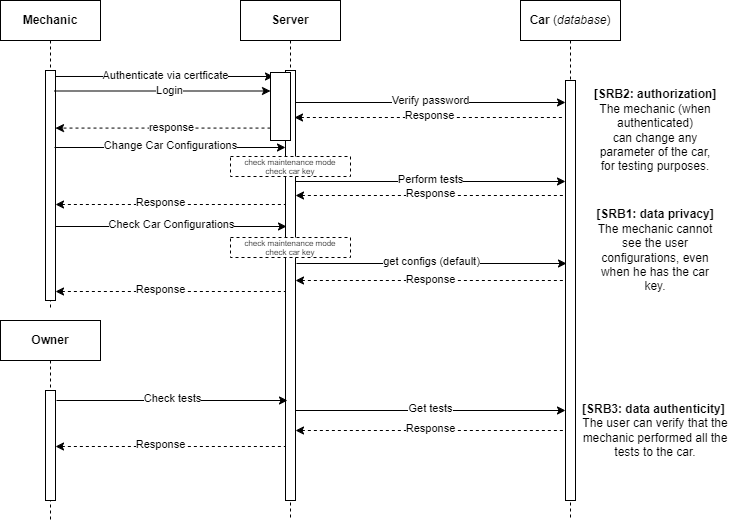 Mechanic
Server
Car (database)
Authenticate via certficate
Login
Verify password
Response
response
Change Car Configurations
check maintenance mode
check car key
Perform tests
Response
Response
Check Car Configurations
check maintenance mode
check car key
get configs (default)
Response
Response
[SRB2: authorization]
The mechanic (when
authenticated)
can change any
parameter of the car,
for testing purposes.
[SRB1: data privacy]
The mechanic cannot
see the user
configurations, even
when he has the car
key.
Owner
Check tests
Get tests
Response
Response
[SRB3: data authenticity]
The user can verify that the
mechanic performed all the
tests to the car.